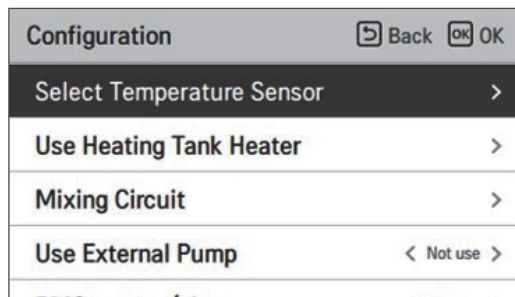 Configuration Back OK OK
Select Temperature Sensor >
Use Heating Tank Heater >
Mixing Circuit >
Use External Pump < Not use >